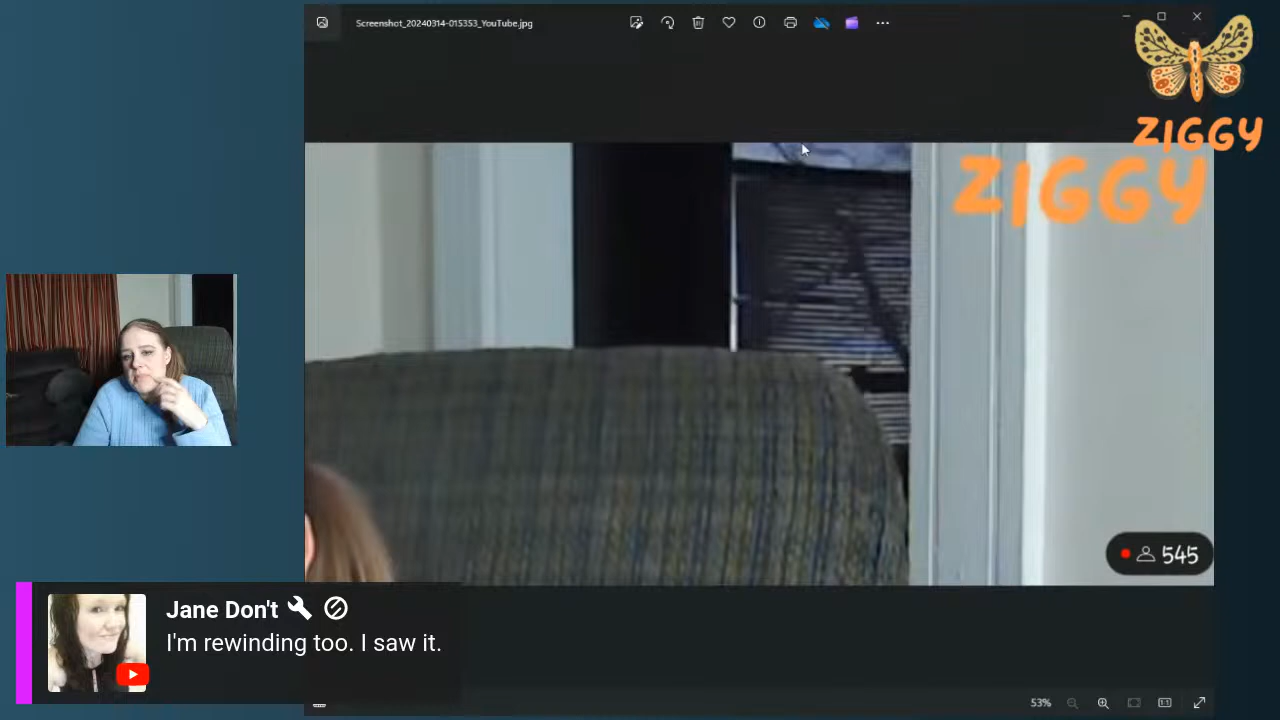 Screenshot_20240314-015353_YouTube.jpg
ZIGGY
ZIGGY
545
Jane Don't
I'm rewinding too. I saw it.
53%